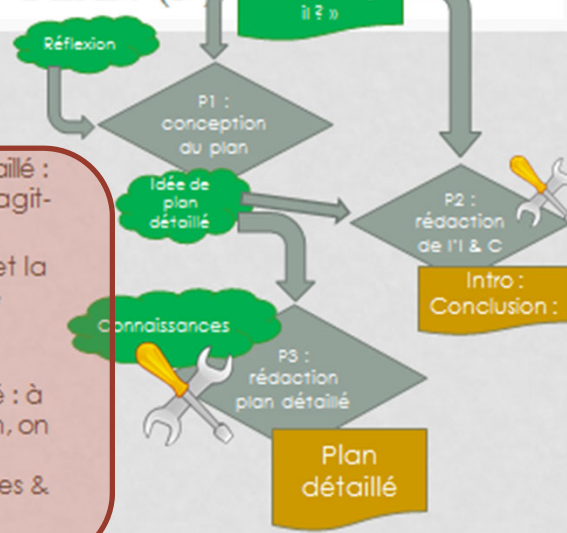 il ? »
Réflexion
P1 :
conception
du plan
Idée de
plan
détaillé
P2 :
rédaction
de l'I & C
Intro :
Conclusion :
Connaissances
P3 :
rédaction
plan détaillé
Plan
détaillé
aillé :
agit-
et la
é : à
n, on
es &